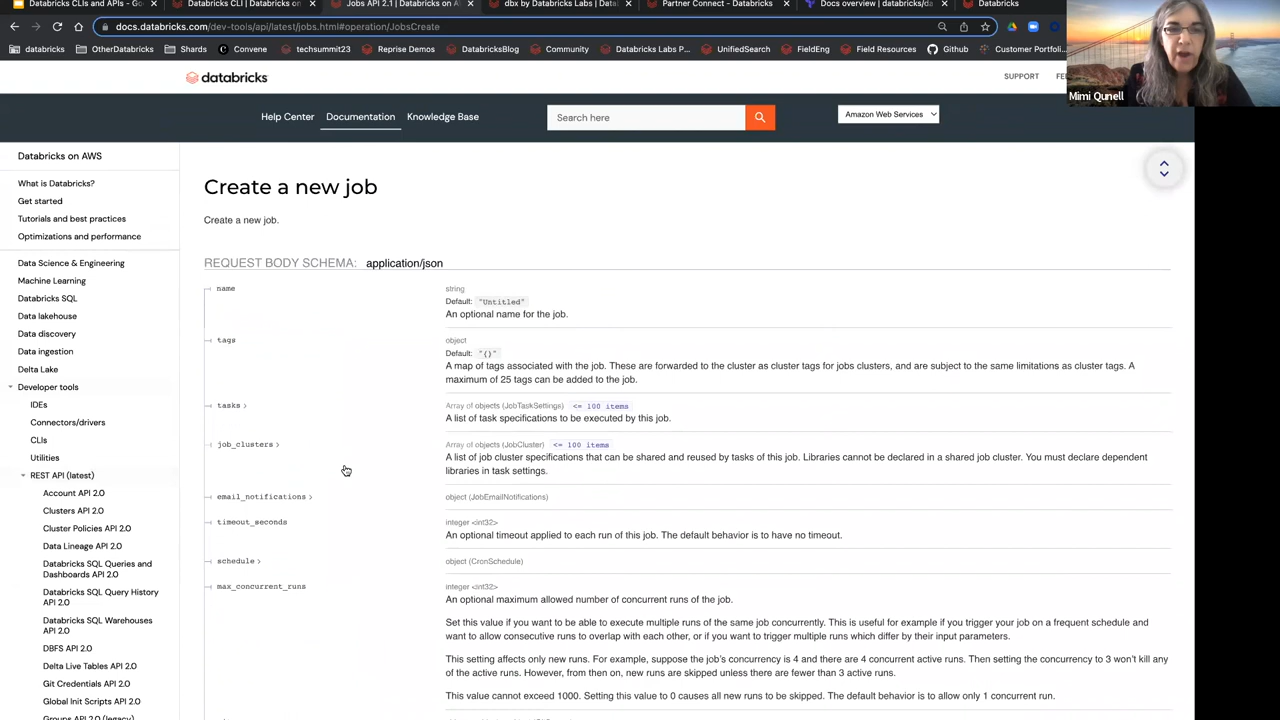 Databricks CLIs and APIs - Go
Databricks CLI | Databricks on
Jobs API 2.1 | Databricks on A
dbx by Databricks Labs | Data
Partner Connect - Databricks
Docs overview | databricks/da
Databricks
docs.databricks.com/dev-tools/api/latest/jobs.html#operation/JobsCreate
databricks
OtherDatabricks
Shards
Convene
techsummit23
Reprise Demos
DatabricksBlog
Community
Databricks Labs P...
UnifiedSearch
FieldEng
Field Resources
Github
Customer Portfoli...
Mimi Qunell
databricks
SUPPORT
Help Center
Documentation
Knowledge Base
Search here
Amazon Web Services
Databricks on AWS
What is Databricks?
Get started
Tutorials and best practices
Optimizations and performance
Data Science & Engineering
Machine Learning
Databricks SQL
Data lakehouse
Data discovery
Data ingestion
Delta Lake
Developer tools
IDEs
Connectors/drivers
CLIs
Utilities
REST API (latest)
Account API 2.0
Clusters API 2.0
Cluster Policies API 2.0
Data Lineage API 2.0
Databricks SQL Queries and
Dashboards API 2.0
Databricks SQL Query History
API 2.0
Databricks SQL Warehouses
API 2.0
DBFS API 2.0
Delta Live Tables API 2.0
Git Credentials API 2.0
Global Init Scripts API 2.0
Groups API 2.0 (legacy)
Create a new job
Create a new job.
REQUEST BODY SCHEMA: application/json
name
string
Default: "Untitled"
An optional name for the job.
tags
object
Default: "{}"
A map of tags associated with the job. These are forwarded to the cluster as cluster tags for jobs clusters, and are subject to the same limitations as cluster tags. A
maximum of 25 tags can be added to the job.
tasks
Array of objects (JobTaskSettings) <= 100 items
A list of task specifications to be executed by this job.
job_clusters
Array of objects (JobCluster) <= 100 items
A list of job cluster specifications that can be shared and reused by tasks of this job. Libraries cannot be declared in a shared job cluster. You must declare dependent
libraries in task settings.
email_notifications
object (JobEmailNotifications)
timeout_seconds
integer <int32>
An optional timeout applied to each run of this job. The default behavior is to have no timeout.
schedule
object (CronSchedule)
max_concurrent_runs
integer <int32>
An optional maximum allowed number of concurrent runs of the job.
Set this value if you want to be able to execute multiple runs of the same job concurrently. This is useful for example if you trigger your job on a frequent schedule and
want to allow consecutive runs to overlap with each other, or if you want to trigger multiple runs which differ by their input parameters.
This setting affects only new runs. For example, suppose the job's concurrency is 4 and there are 4 concurrent active runs. Then setting the concurrency to 3 won't kill any
of the active runs. However, from then on, new runs are skipped unless there are fewer than 3 active runs.
This value cannot exceed 1000. Setting this value to 0 causes all new runs to be skipped. The default behavior is to allow only 1 concurrent run.